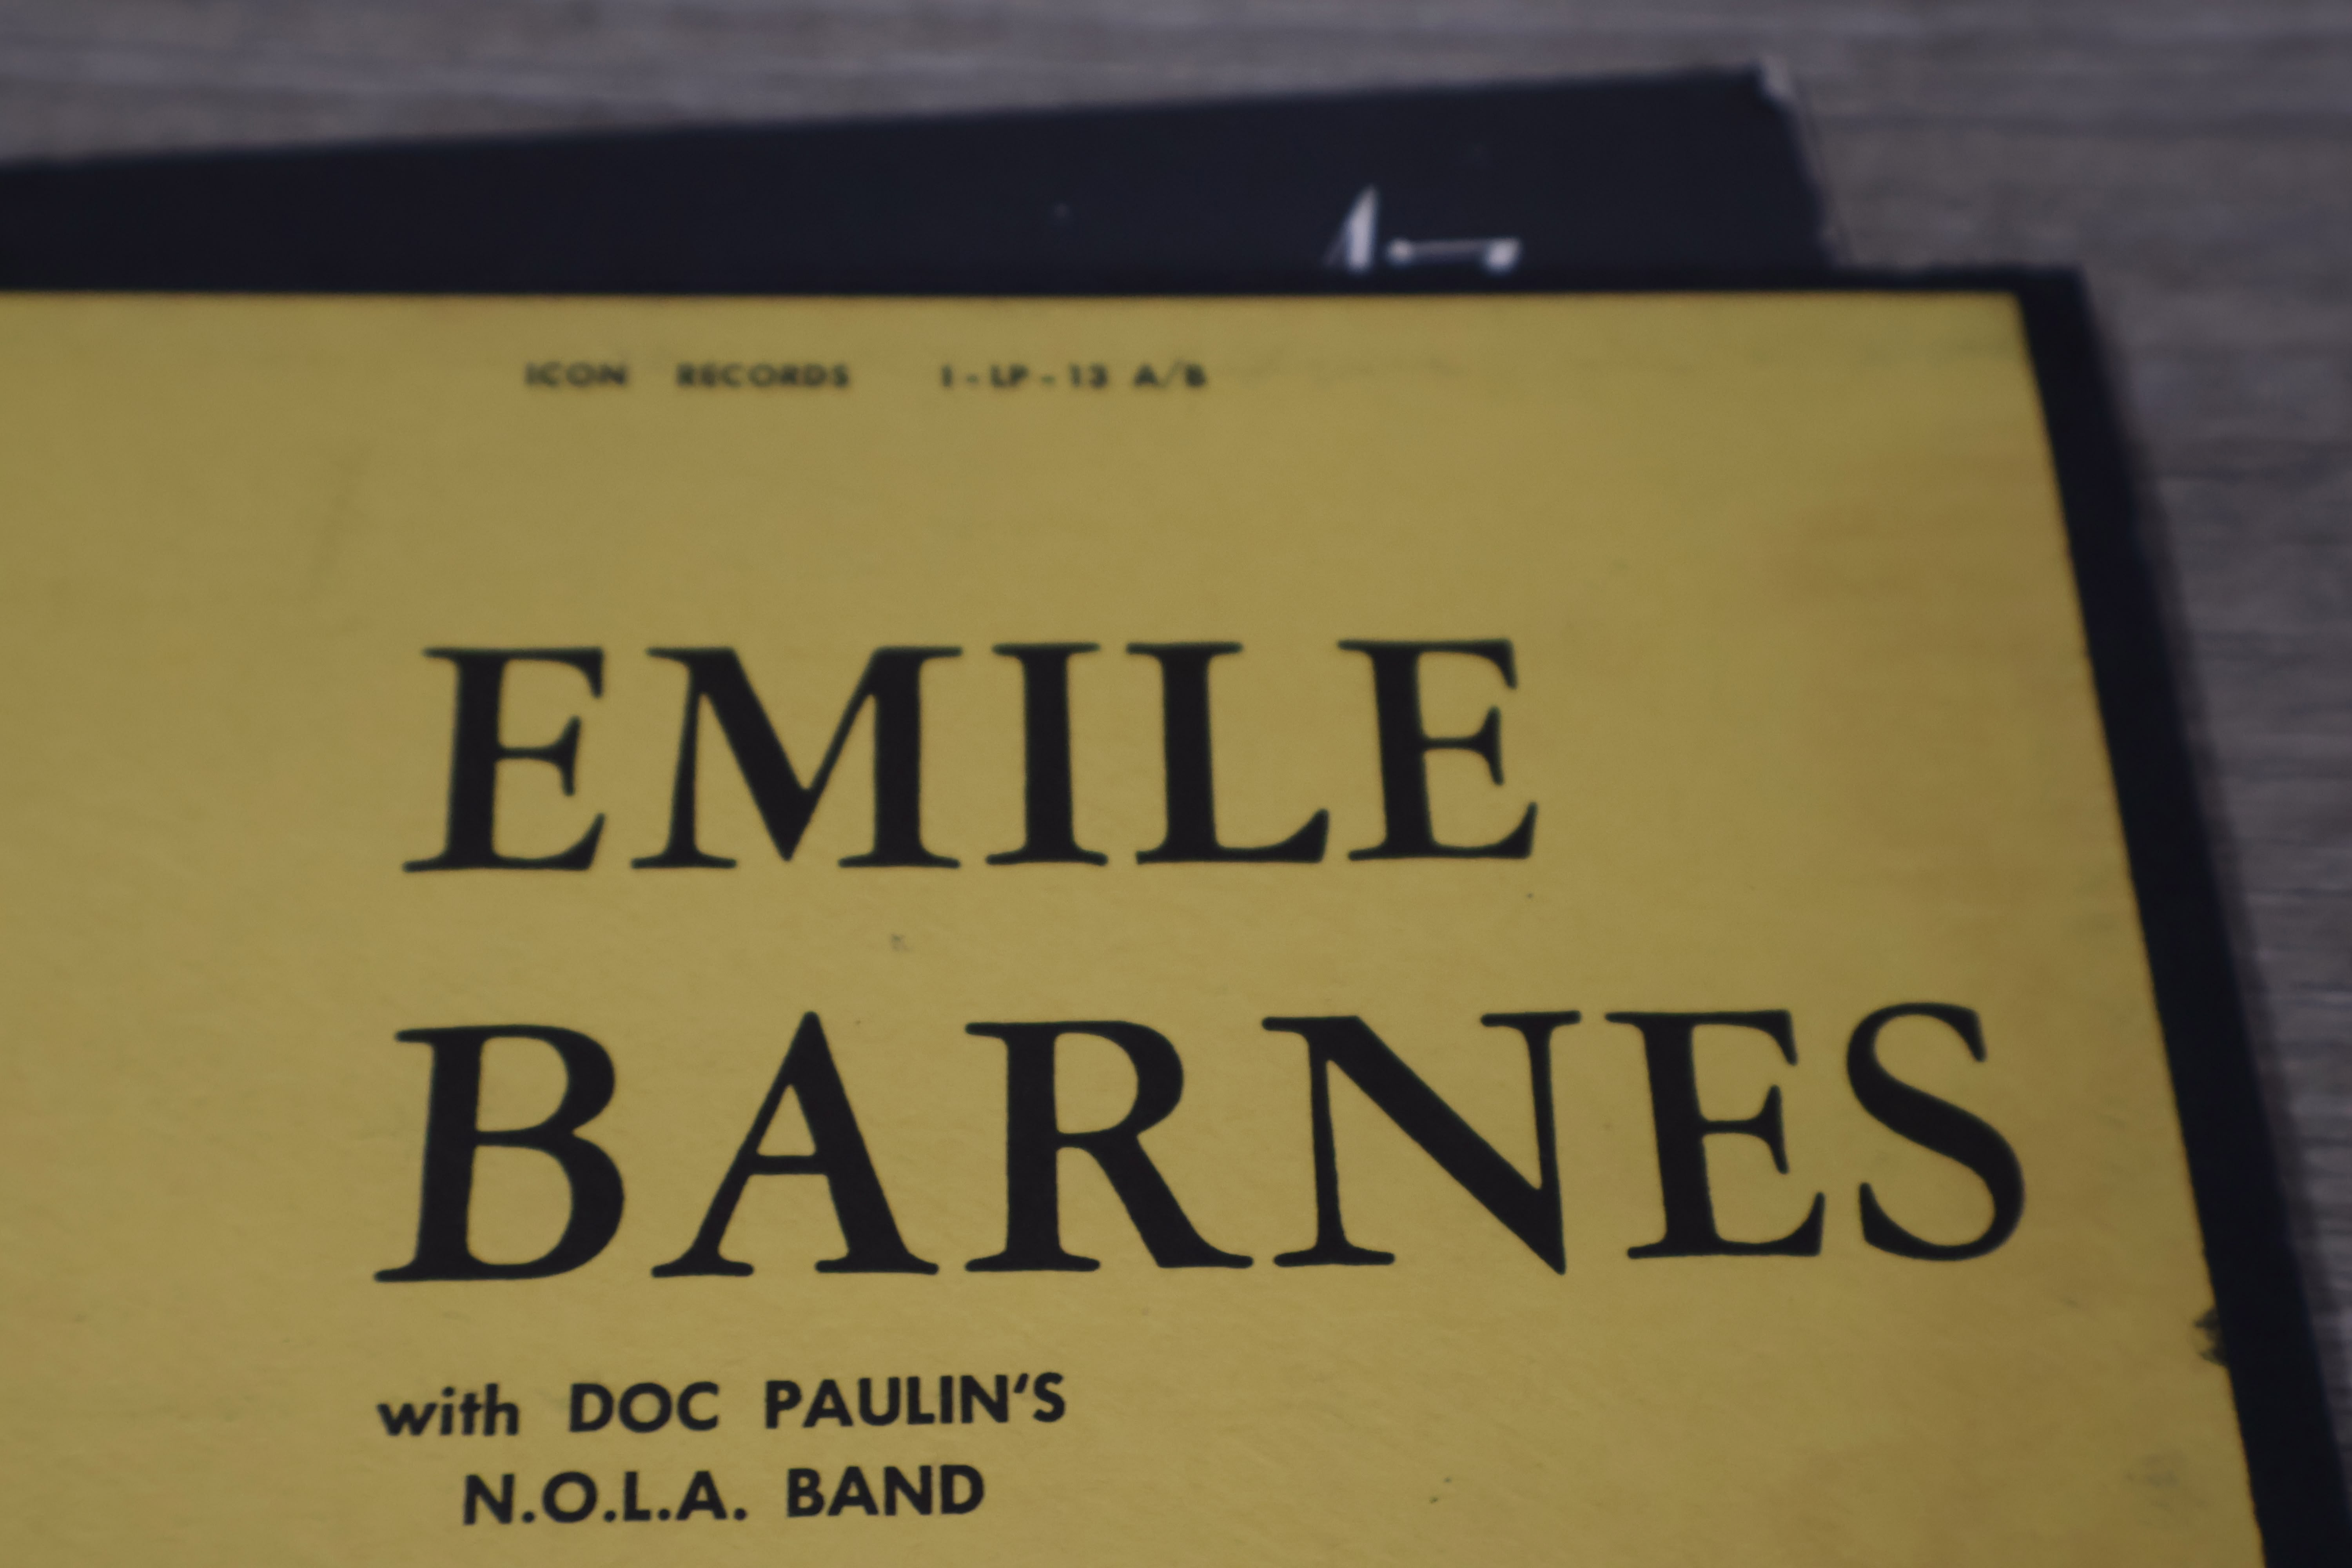 ICON RECORDS I-LP-13 A/B
EMILE
BARNES
with DOC PAULIN'S
N.O.L.A. BAND